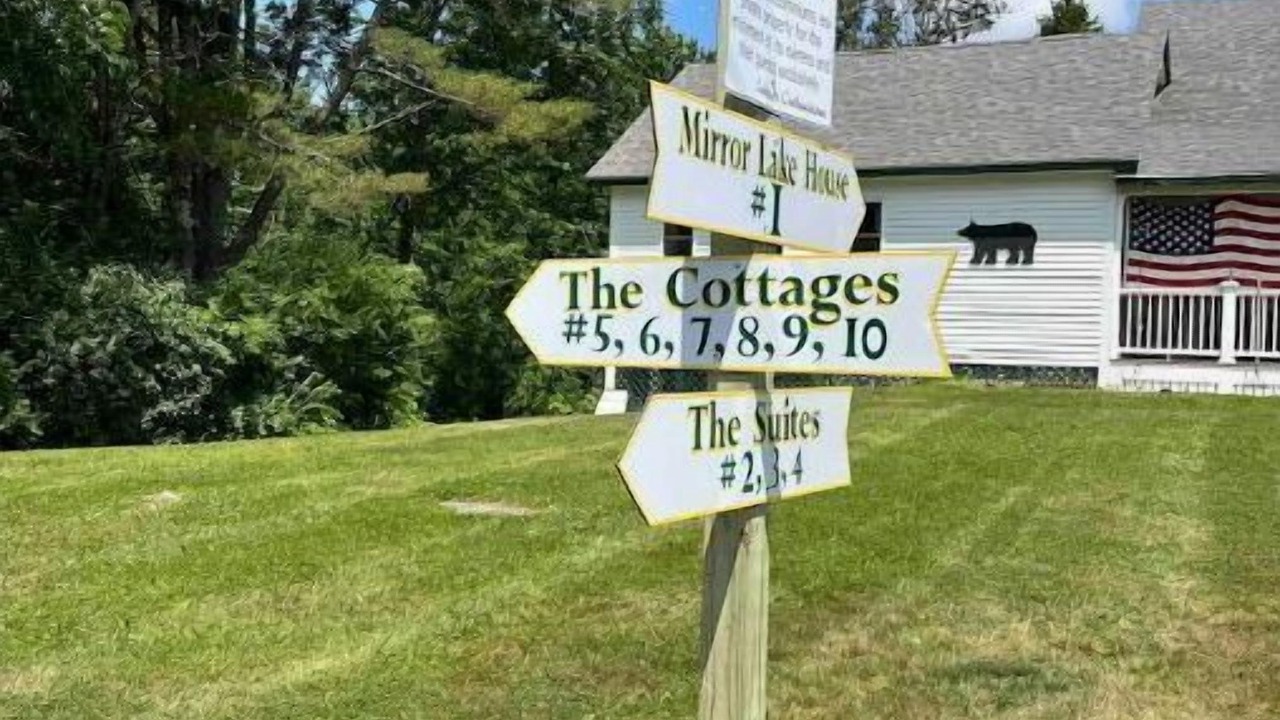 Mirror Lake House
#1
The Cottages
#5, 6, 7, 8, 9, 10
The Suites
#2, 3, 4